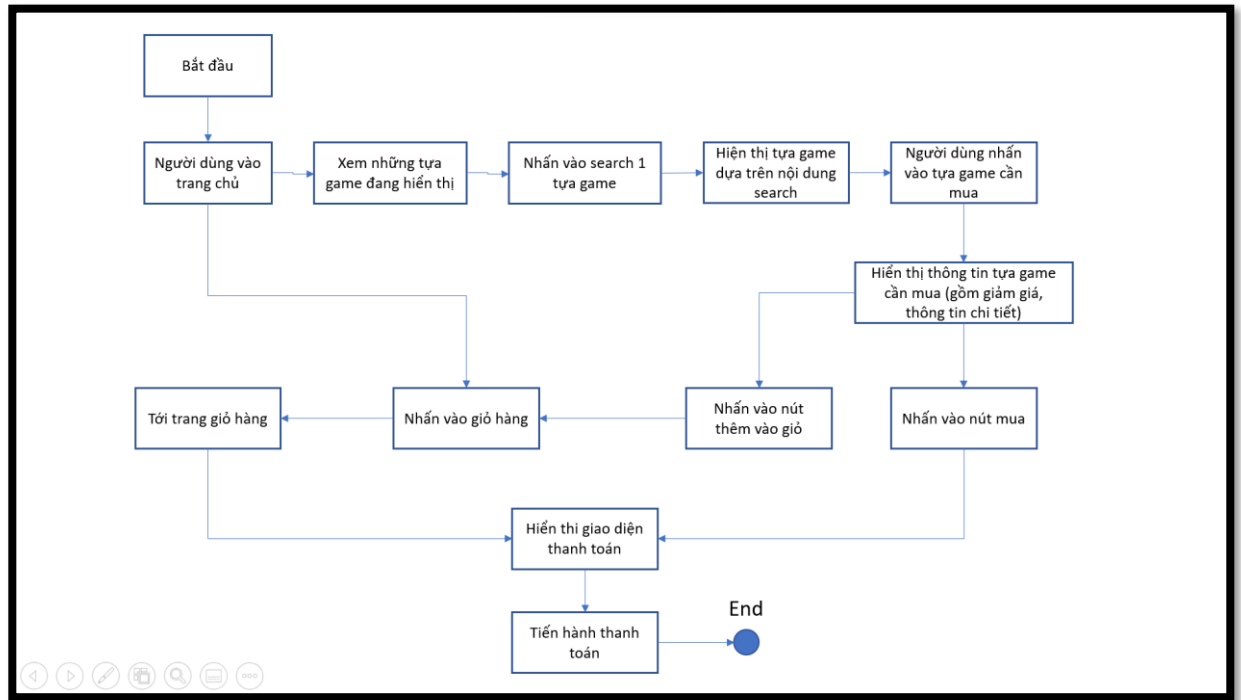 Bắt đầu
Người dùng vào
trang chủ
Xem những tựa
game đang hiển thị
Nhấn vào search 1
tựa game
Hiện thị tựa game
dựa trên nội dung
search
Người dùng nhấn
vào tựa game cần
mua
Hiển thị thông tin tựa game
cần mua (gồm giảm giá,
thông tin chi tiết)
Tới trang giỏ hàng
Nhấn vào giỏ hàng
Nhấn vào nút
thêm vào giỏ
Nhấn vào nút mua
Hiển thi giao diện
thanh toán
Tiến hành thanh
toán
End